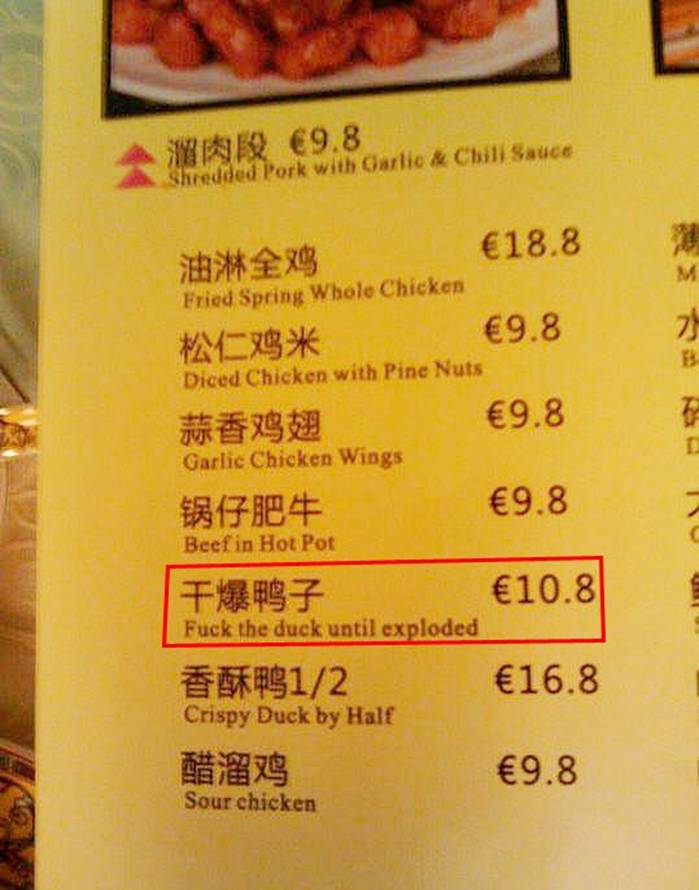 溜肉段 €9.8
Shredded Pork with Garlic & Chili Sauce
油淋全鸡 €18.8
Fried Spring Whole Chicken
松仁鸡米 €9.8
Diced Chicken with Pine Nuts
蒜香鸡翅 €9.8
Garlic Chicken Wings
锅仔肥牛 €9.8
Beef in Hot Pot
干爆鸭子 €10.8
Fuck the duck until exploded
香酥鸭1/2 €16.8
Crispy Duck by Half
醋溜鸡 €9.8
Sour chicken
薄
M
水
B